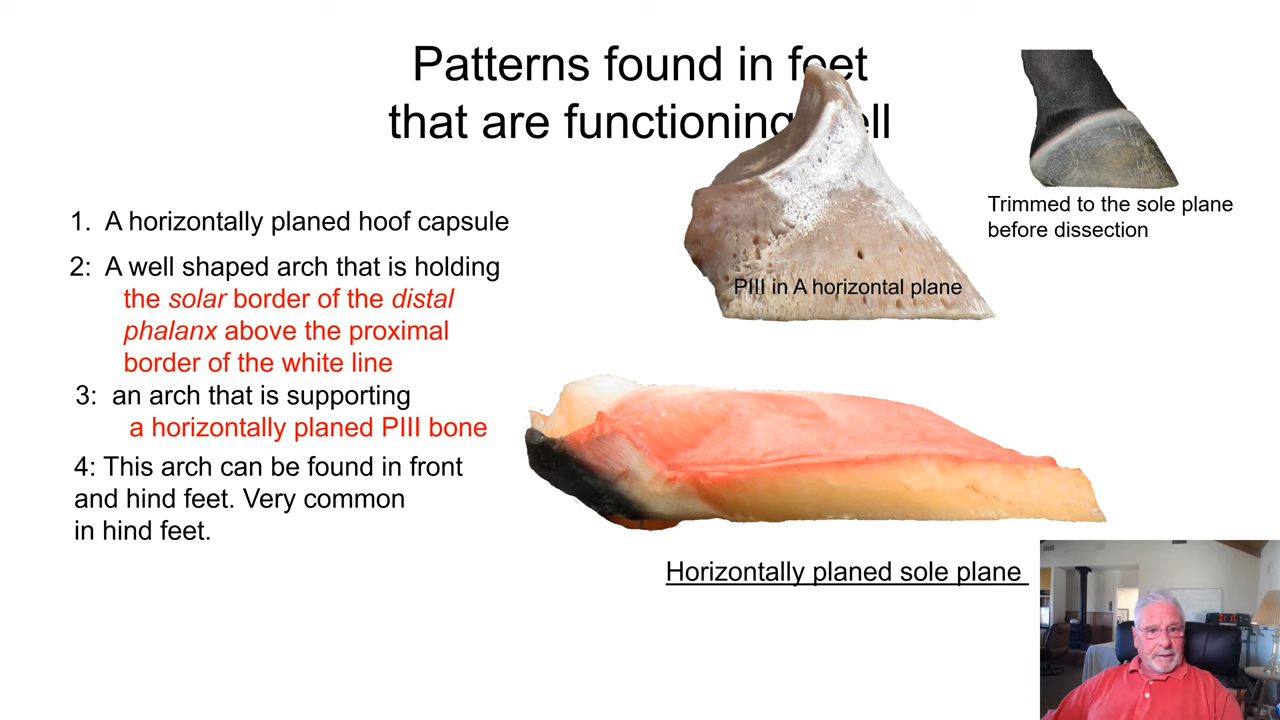 Patterns found in feet
that are functioning well
1. A horizontally planed hoof capsule
2: A well shaped arch that is holding
the solar border of the distal
phalanx above the proximal
border of the white line
3: an arch that is supporting
a horizontally planed PIII bone
4: This arch can be found in front
and hind feet. Very common
in hind feet.
PIII in A horizontal plane
Trimmed to the sole plane
before dissection
Horizontally planed sole plane